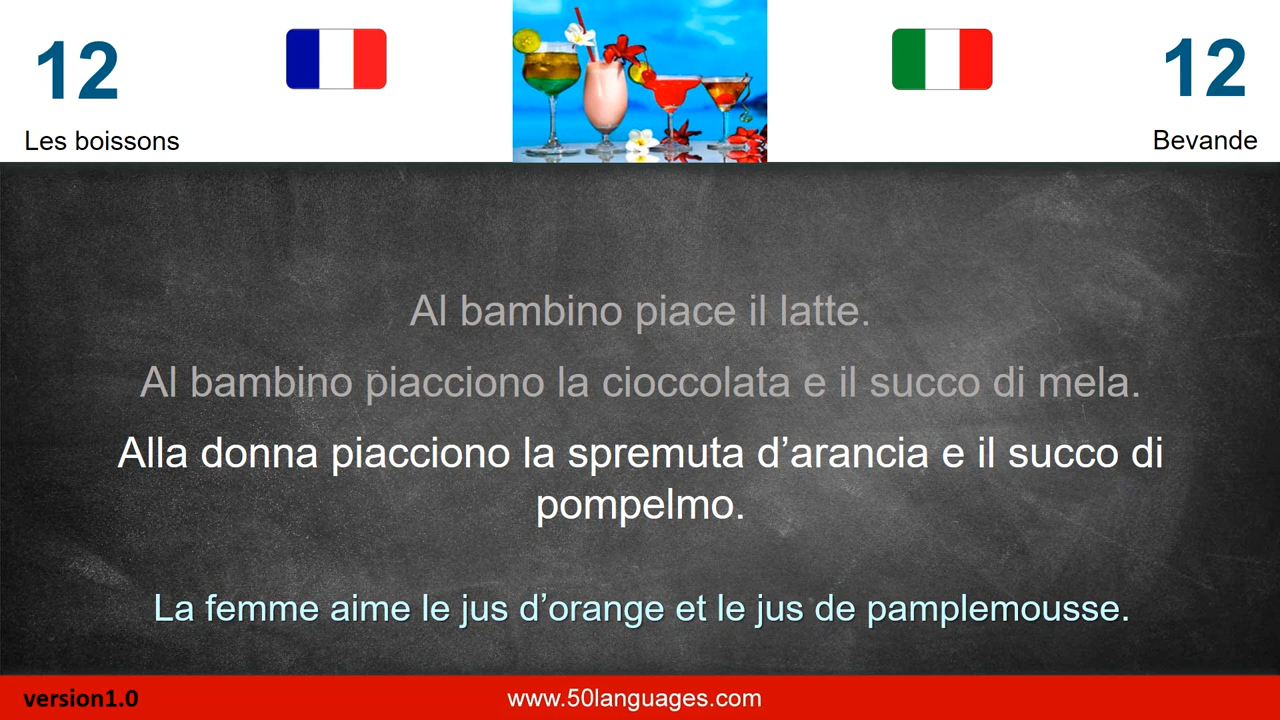 12
12
Les boissons
Bevande
Al bambino piace il latte.
Al bambino piacciono la cioccolata e il succo di mela.
Alla donna piacciono la spremuta d’arancia e il succo di
pompelmo.
La femme aime le jus d’orange et le jus de pamplemousse.
version1.0
www.50languages.com